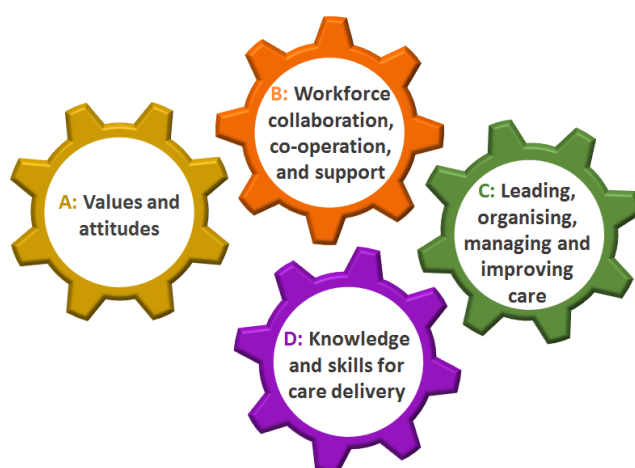 A: Values and
attitudes
B: Workforce
collaboration,
co-operation,
and support
C: Leading,
organising,
managing and
improving
care
D: Knowledge
and skills for
care delivery